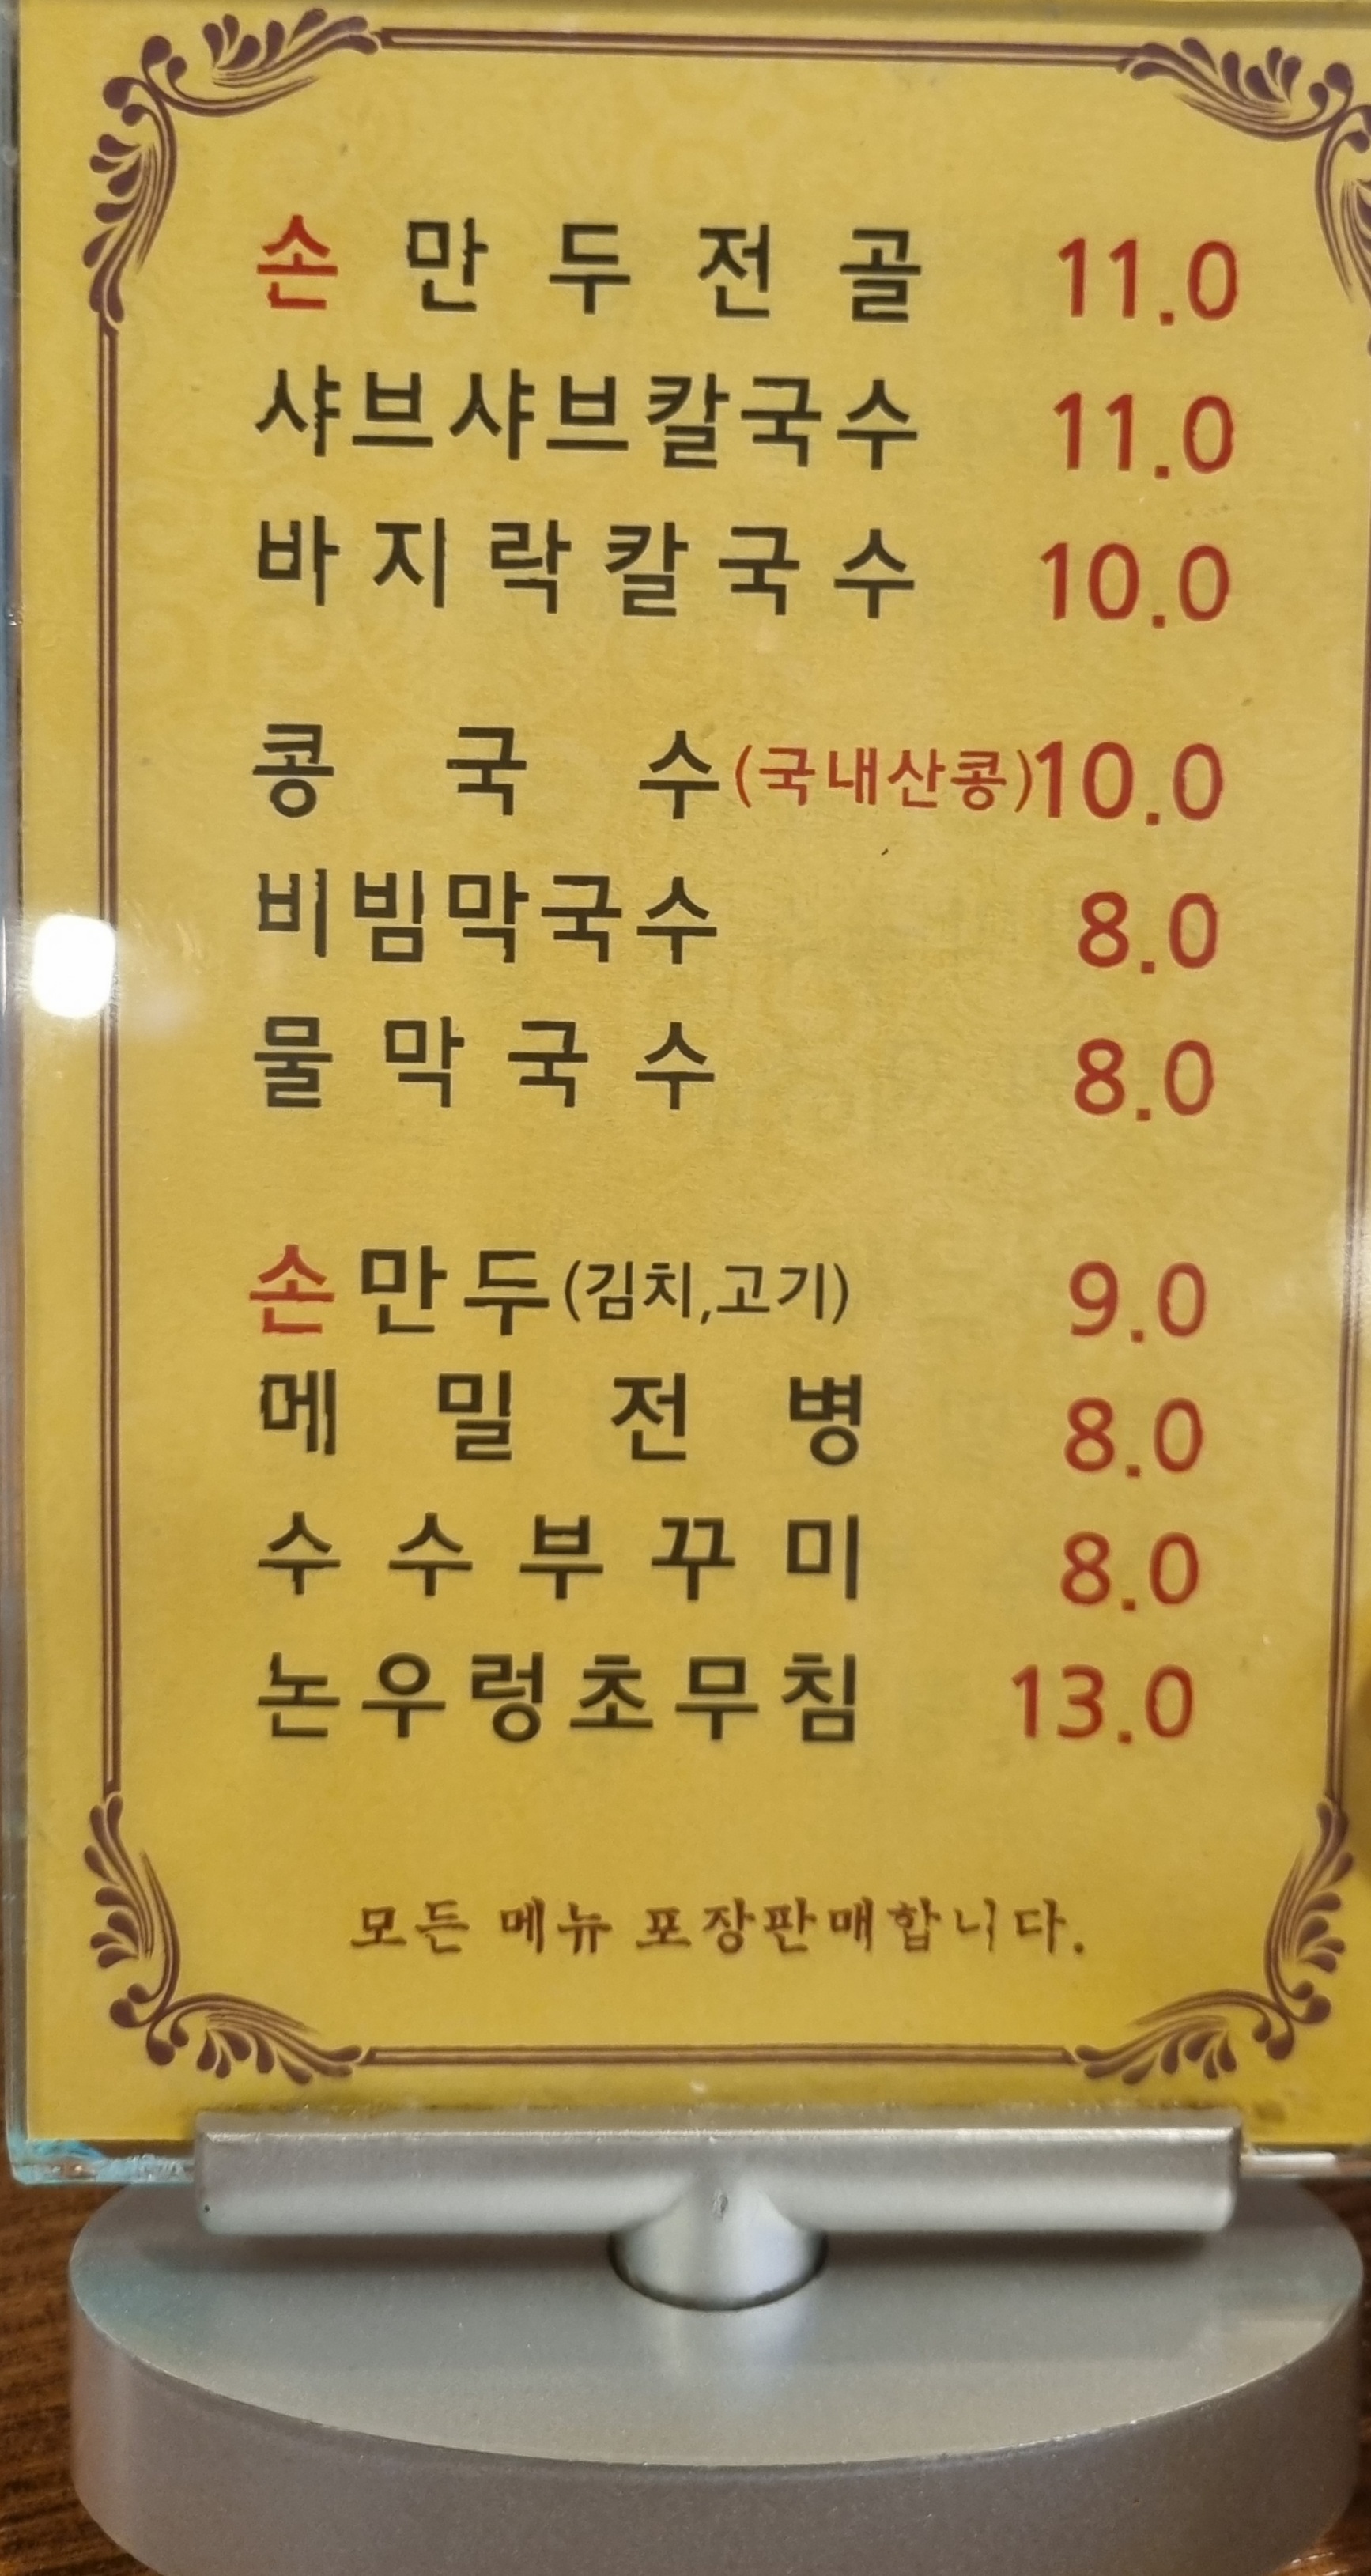 손만두전골 11.0
샤브샤브칼국수 11.0
바지락칼국수 10.0
콩국수(국내산콩) 10.0
비빔막국수 8.0
물막국수 8.0
손만두(김치,고기) 9.0
메밀전병 8.0
수수부꾸미 8.0
논우렁초무침 13.0
모든 메뉴 포장판매합니다.